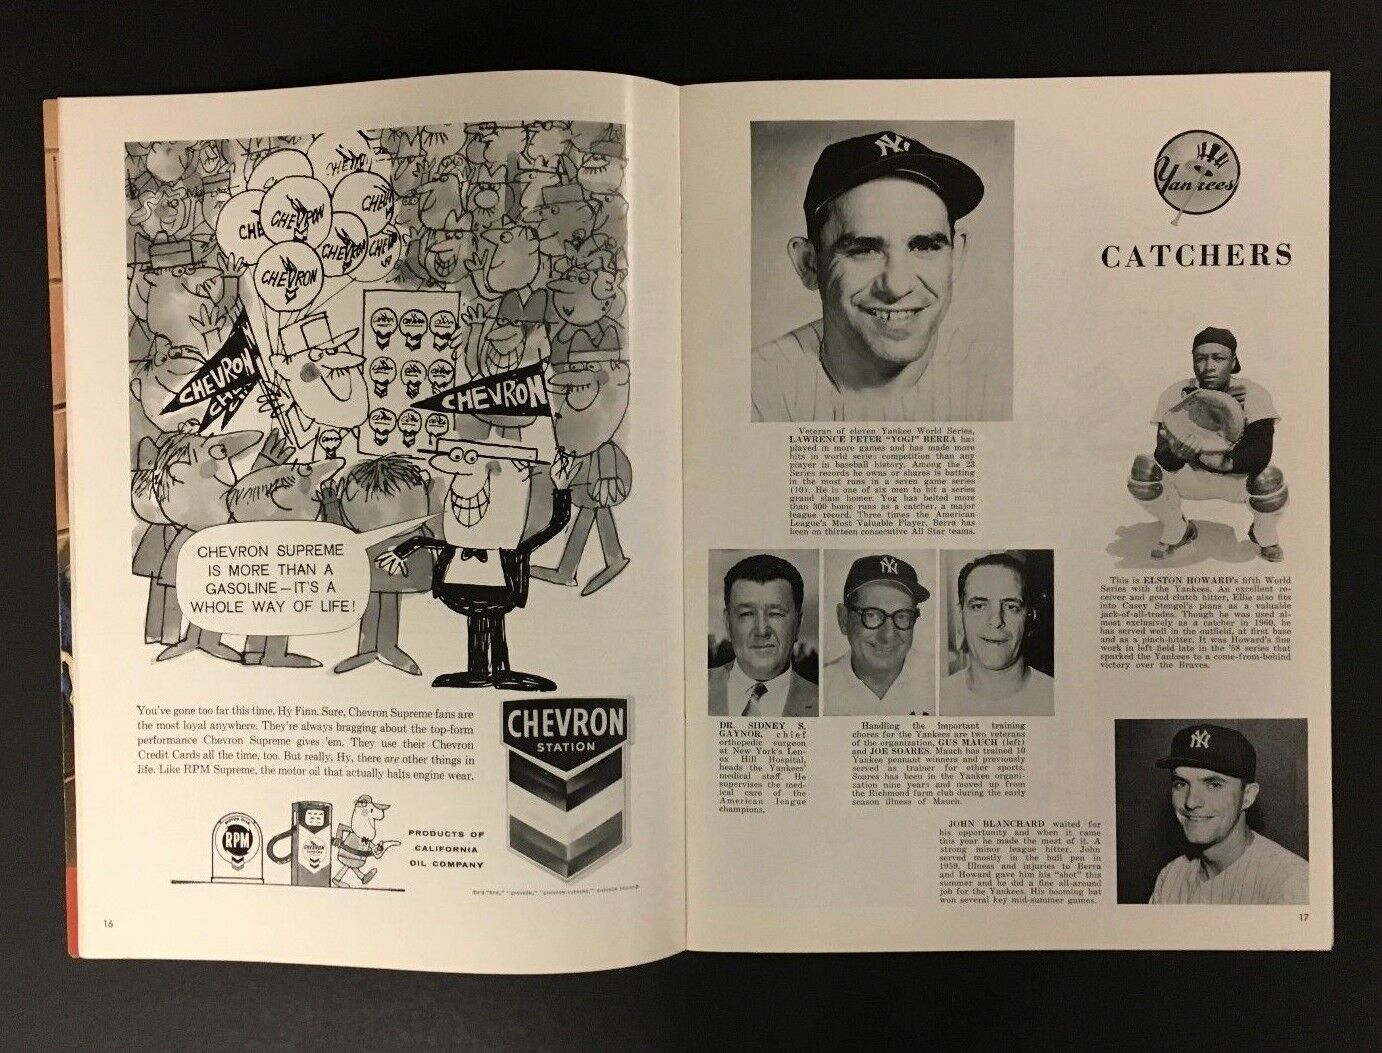 CHEVRON
CHEVRON
CHEVRON
CHEVRON
CHEVRON
CHEVRON
CHEVRON
CHEVRON SUPREME
IS MORE THAN A
GASOLINE—IT'S A
WHOLE WAY OF LIFE!
You've gone too far this time, Hy Finn. Sure, Chevron Supreme fans are
the most loyal anywhere. They're always bragging about the top-form
performance Chevron Supreme gives 'em. They use their Chevron
Credit Cards all the time, too. But really, Hy, there are other things in
life. Like RPM Supreme, the motor oil that actually halts engine wear.
CHEVRON
STATION
MOTOR OIL
RPM
CHEVRON
PRODUCTS OF
CALIFORNIA
OIL COMPANY
16
NY
Veteran of eleven Yankee World Series,
LAWRENCE PETER "YOGI" BERRA has
played in more games and has made more
hits in world series competition than any
player in baseball history. Among the 23
Series records he owns or shares is batting
in the most runs in a seven game series
(10). He is one of six men to hit a series
grand slam homer. Yog has belted more
than 300 home runs as a catcher, a major
league record. Three times the American
League's Most Valuable Player, Berra has
been on thirteen consecutive All Star teams.
Yankees
CATCHERS
This is ELSTON HOWARD's fifth World
Series with the Yankees. An excellent re-
ceiver and good clutch hitter, Ellie also fits
into Casey Stengel's plans as a valuable
jack-of-all-trades. Though he was used al-
most exclusively as a catcher in 1960, he
has served well in the outfield, at first base
and as a pinch-hitter. It was Howard's fine
work in left field late in the '58 series that
sparked the Yankees to a come-from-behind
victory over the Braves.
NY
DR. SIDNEY S.
GAYNOR, chief
orthopedic surgeon
at New York's Len-
ox Hill Hospital,
heads the Yankees'
medical staff. He
supervises the med-
ical care of the
American league
champions.
Handling the important training
chores for the Yankees are two veterans
of the organization, GUS MAUCH (left)
and JOE SOARES. Mauch has trained 10
Yankee pennant winners and previously
served as trainer for other sports.
Soares has been in the Yankee organi-
zation nine years and moved up from
the Richmond farm club during the early
season illness of Mauch.
NY
JOHN BLANCHARD waited for
his opportunity and when it came
this year he made the most of it. A
strong minor league hitter, John
served mostly in the bull pen in
1959. Illness and injuries to Berra
and Howard gave him his "shot" this
summer and he did a fine all-around
job for the Yankees. His booming bat
won several key mid-summer games.
17